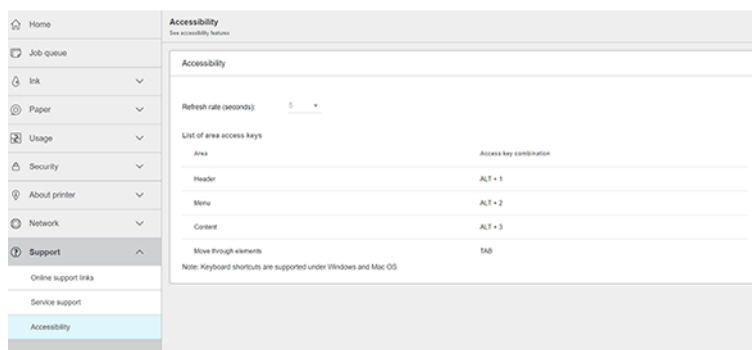 Home
Job queue
Ink
Paper
Usage
Security
About printer
Network
Support
Online support links
Service support
Accessibility
Accessibility
See accessibility features
Accessibility
Refresh rate (seconds): 5
List of area access keys
Area Access key combination
Header ALT + 1
Menu ALT + 2
Content ALT + 3
Move through elements TAB
Note: Keyboard shortcuts are supported under Windows and Mac OS